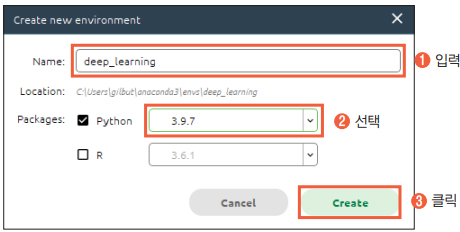 Create new environment
Name: deep_learning ❶ 입력
Location: C:\Users\gilbut\anaconda3\envs\deep_learning
Packages: Python 3.9.7 ❷ 선택
R 3.6.1
Cancel Create ❸ 클릭